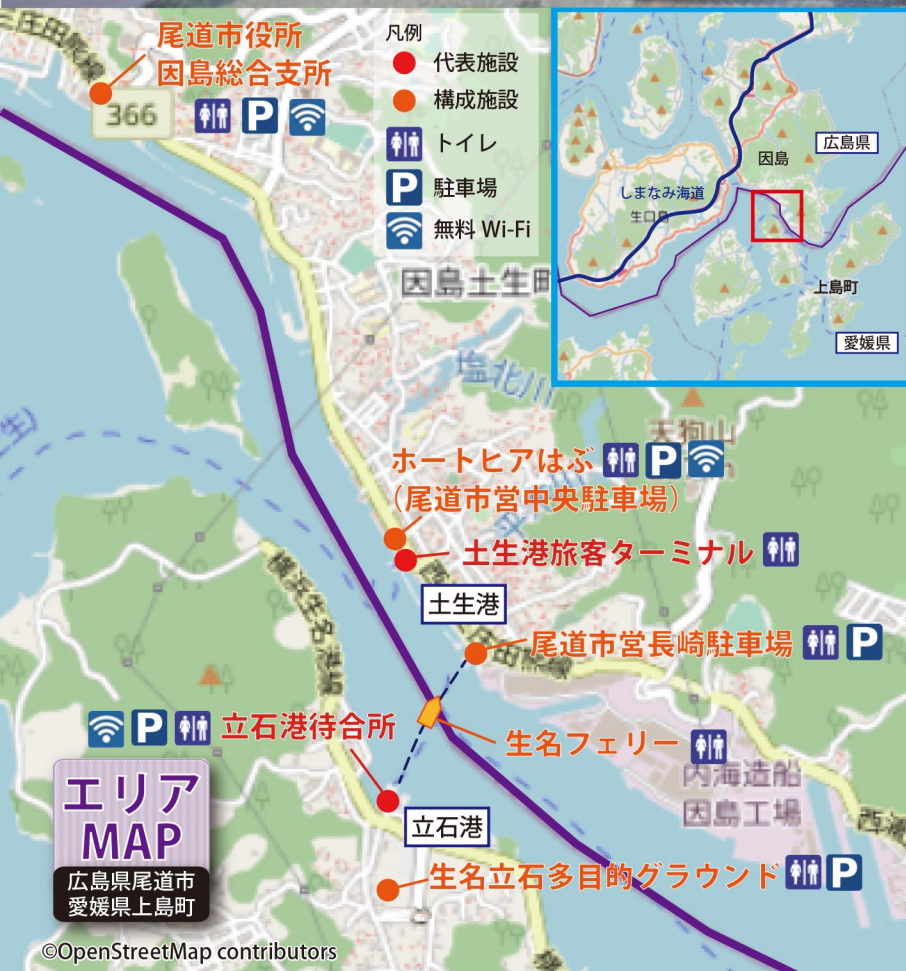 尾道市役所
因島総合支所
366
凡例
代表施設
構成施設
トイレ
P 駐車場
無料 Wi-Fi
P
因島土生町
塩北川
因島
広島県
しまなみ海道
生口島
上島町
愛媛県
天狗山
ホートピアはぶ
P
(尾道市営中央駐車場)
土生港旅客ターミナル
土生港
尾道市営長崎駐車場
P
P
立石港待合所
生名フェリー
内海造船
因島工場
立石港
生名立石多目的グラウンド
P
エリア
MAP
広島県尾道市
愛媛県上島町
©OpenStreetMap contributors